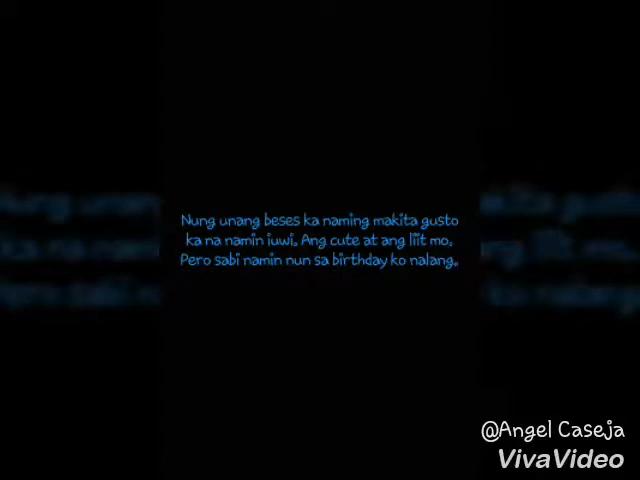 Nung unang beses ka naming makita gusto
ka na namin iuwi. Ang cute at ang liit mo.
Pero sabi namin nun sa birthday ko nalang.
@Angel Caseja
VivaVideo